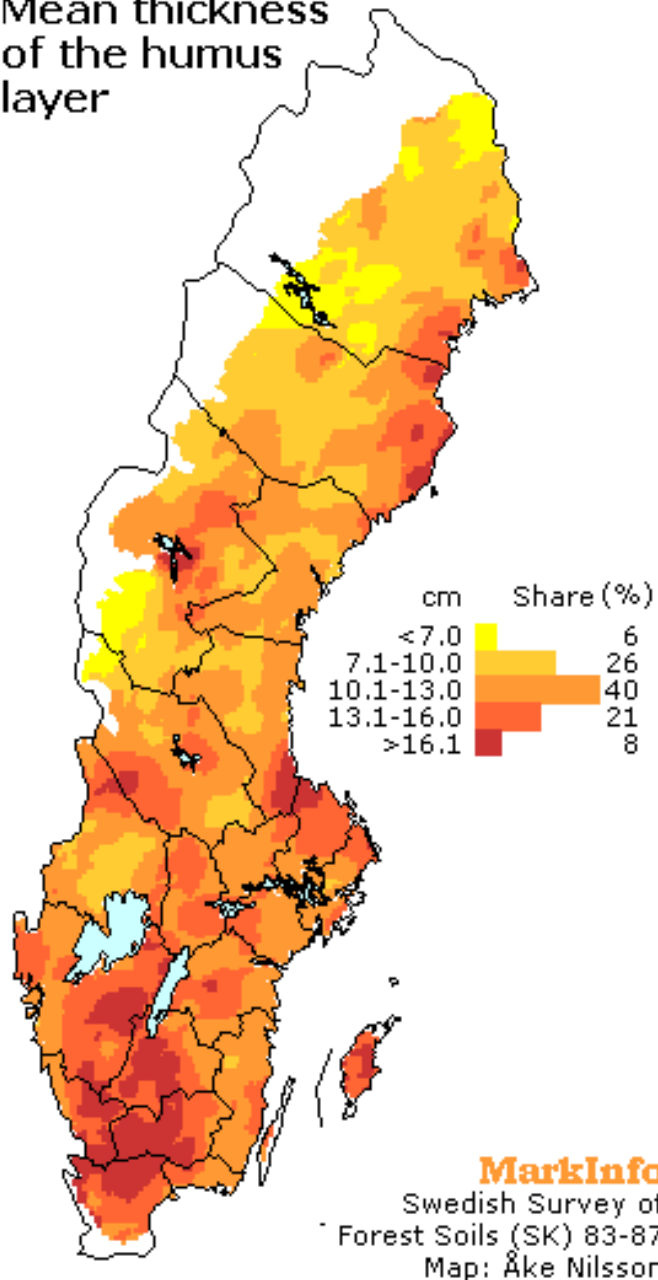 Mean thickness
of the humus
layer
cm Share (%)
<7.0 6
7.1-10.0 26
10.1-13.0 40
13.1-16.0 21
>16.1 8
MarkInfo
Swedish Survey of
Forest Soils (SK) 83-87
Map: Åke Nilsson